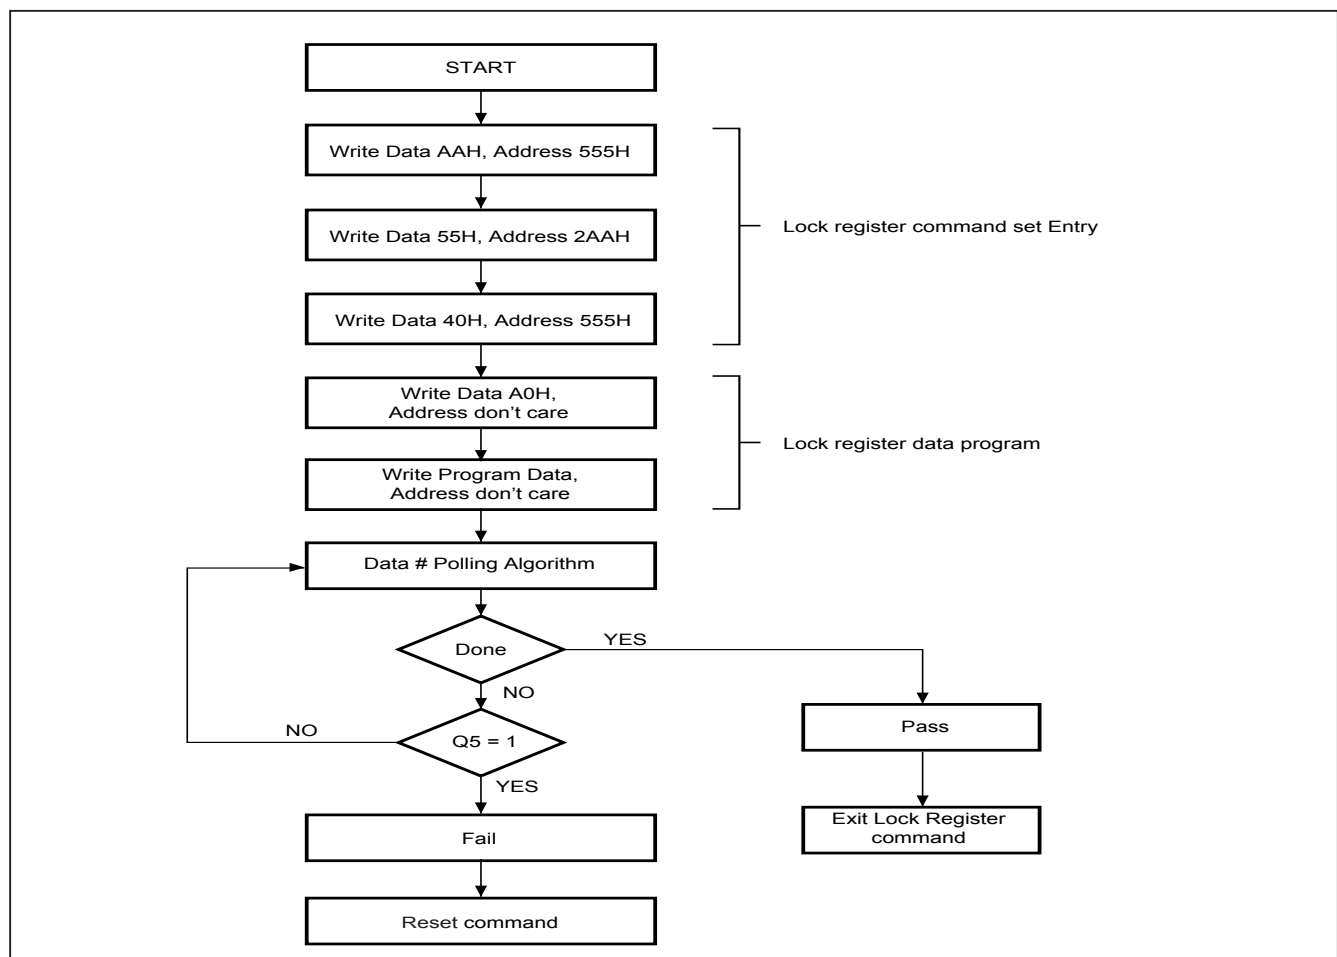 START
Write Data AAH, Address 555H
Write Data 55H, Address 2AAH
Lock register command set Entry
Write Data 40H, Address 555H
Write Data A0H,
Address don't care
Lock register data program
Write Program Data,
Address don't care
Data # Polling Algorithm
Done
YES
NO
Pass
Q5 = 1
NO
YES
Exit Lock Register
command
Fail
Reset command